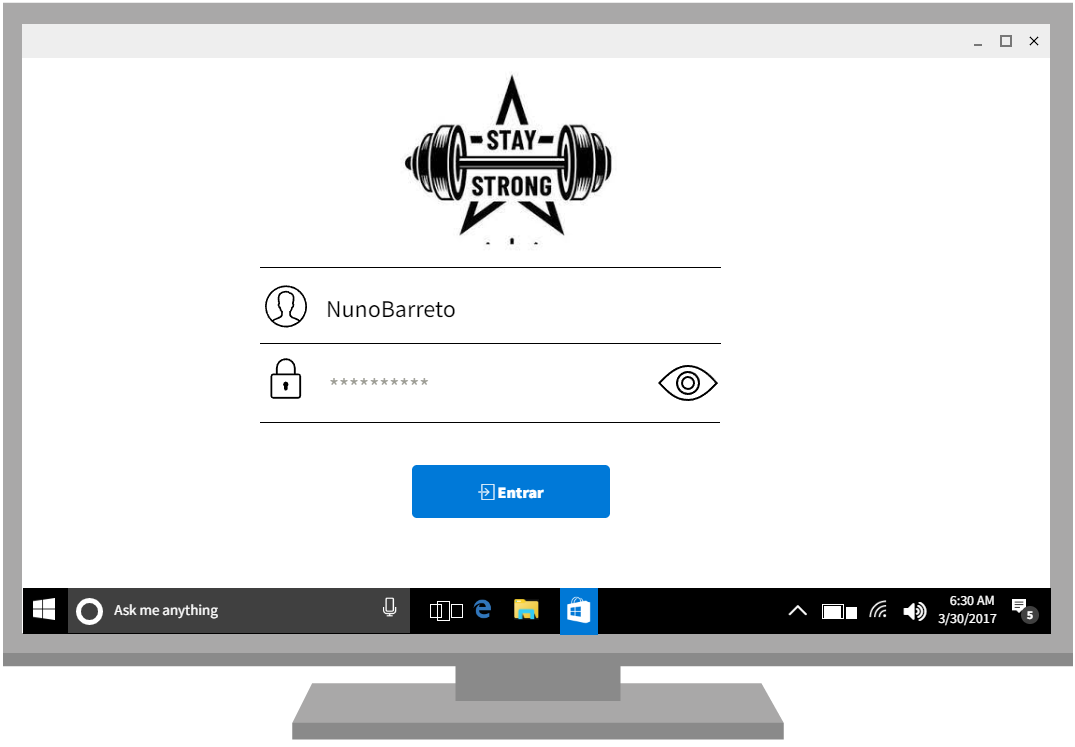 -STAY-
STRONG
NunoBarreto
**********
Entrar
Ask me anything
6:30 AM
3/30/2017
5